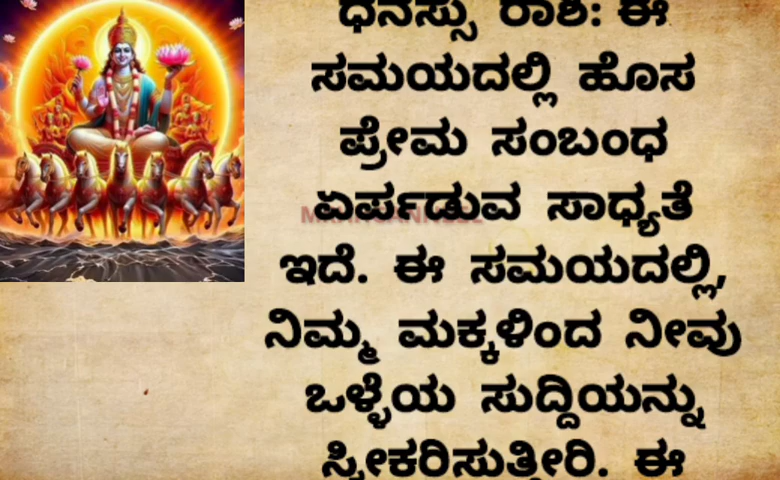 ಧನಸ್ಸು ರಾಶಿ: ಈ
ಸಮಯದಲ್ಲಿ ಹೊಸ
ಪ್ರೇಮ ಸಂಬಂಧ
ಏರ್ಪಡುವ ಸಾಧ್ಯತೆ
ಇದೆ. ಈ ಸಮಯದಲ್ಲಿ,
ನಿಮ್ಮ ಮಕ್ಕಳಿಂದ ನೀವು
ಒಳ್ಳೆಯ ಸುದ್ದಿಯನ್ನು
ಸ್ವೀಕರಿಸುತ್ತೀರಿ. ಈ